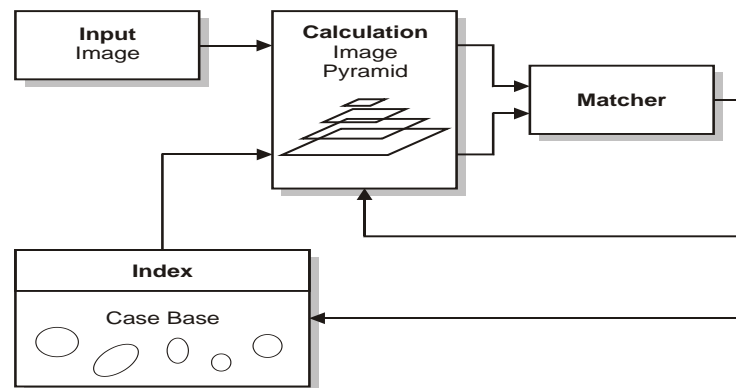 Input
Image
Calculation
Image
Pyramid
Matcher
Index
Case Base